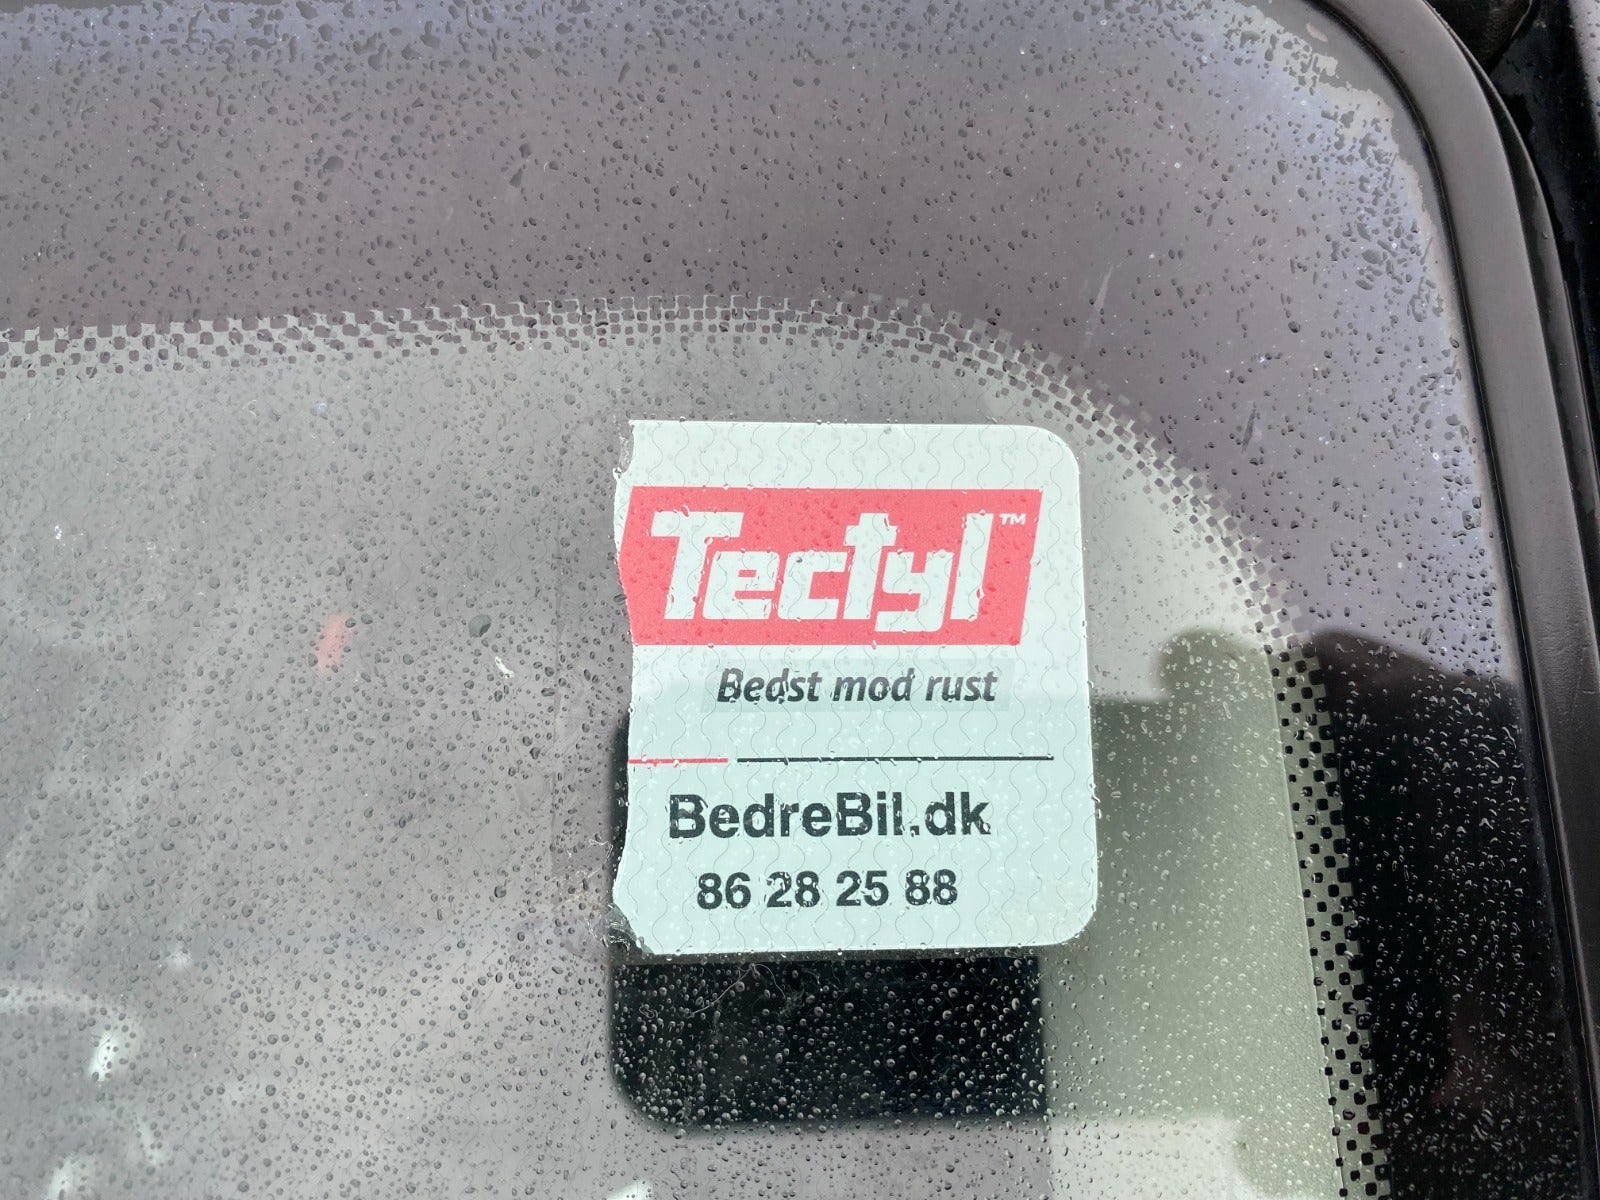 Tectyl™
Bedst mod rust
BedreBil.dk
86 28 25 88